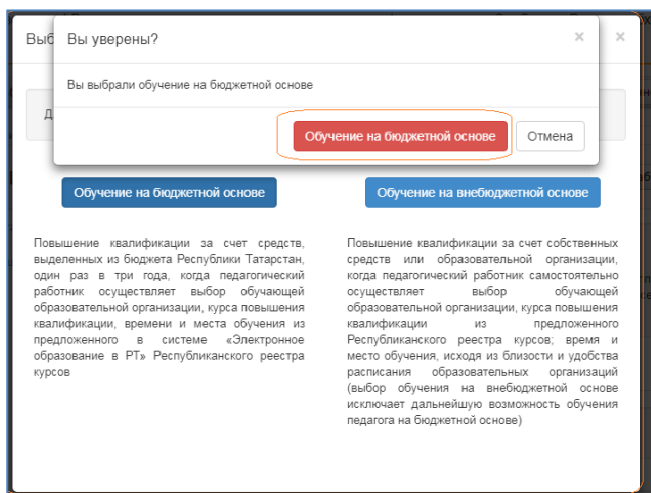 Выб
Вы уверены?
×
×
Вы выбрали обучение на бюджетной основе
Д
Обучение на бюджетной основе
Отмена
Обучение на бюджетной основе
Обучение на внебюджетной основе
Повышение квалификации за счет средств,
выделенных из бюджета Республики Татарстан,
один раз в три года, когда педагогический
работник осуществляет выбор обучающей
образовательной организации, курса повышения
квалификации, времени и места обучения из
предложенного в системе «Электронное
образование в РТ» Республиканского реестра
курсов
Повышение квалификации за счет собственных
средств или образовательной организации,
когда педагогический работник самостоятельно
осуществляет выбор обучающей
образовательной организации, курса повышения
квалификации из предложенного
Республиканского реестра курсов; время и
место обучения, исходя из близости и удобства
расписания образовательных организаций
(выбор обучения на внебюджетной основе
исключает дальнейшую возможность обучения
педагога на бюджетной основе)